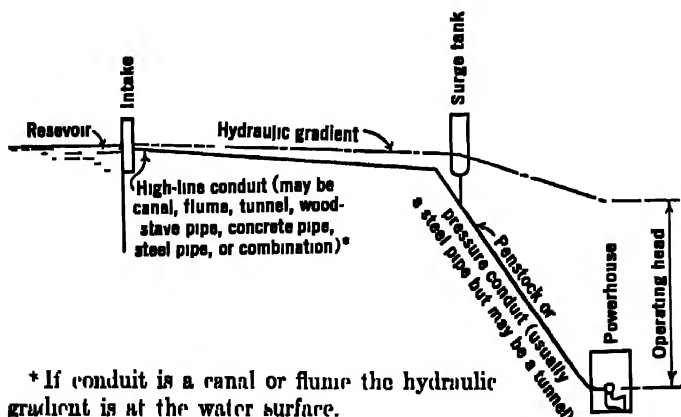 Intake
Surge tank
Resevoir
Hydraulic gradient
High-line conduit (may be
canal, flume, tunnel, wood-
stave pipe, concrete pipe,
steel pipe, or combination)*
Penstock or
pressure conduit (usually
a steel pipe but may be a tunnel)
Powerhouse
Operating head
*If conduit is a canal or flume the hydraulic
gradient is at the water surface.